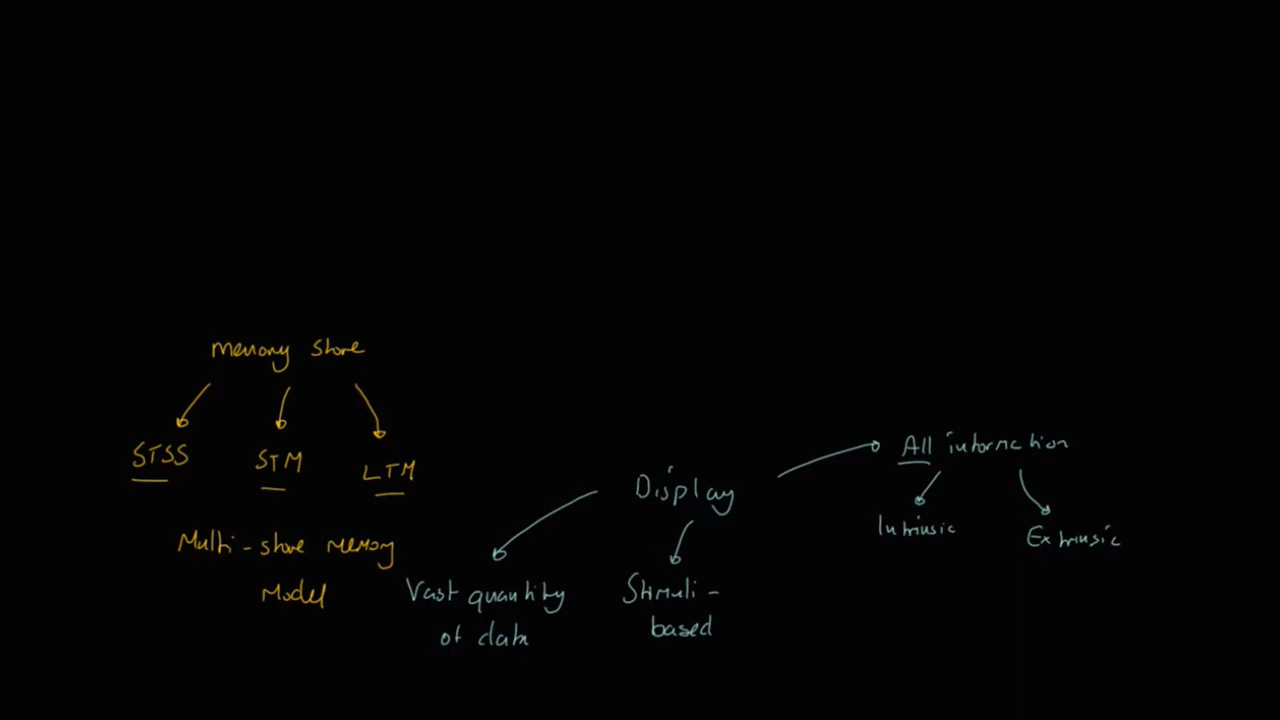 Memory store
STSS
STM
LTM
Multi-store memory
Model
Display
Vast quantity
of data
Stimuli-
based
All information
Intrinsic
Extrinsic